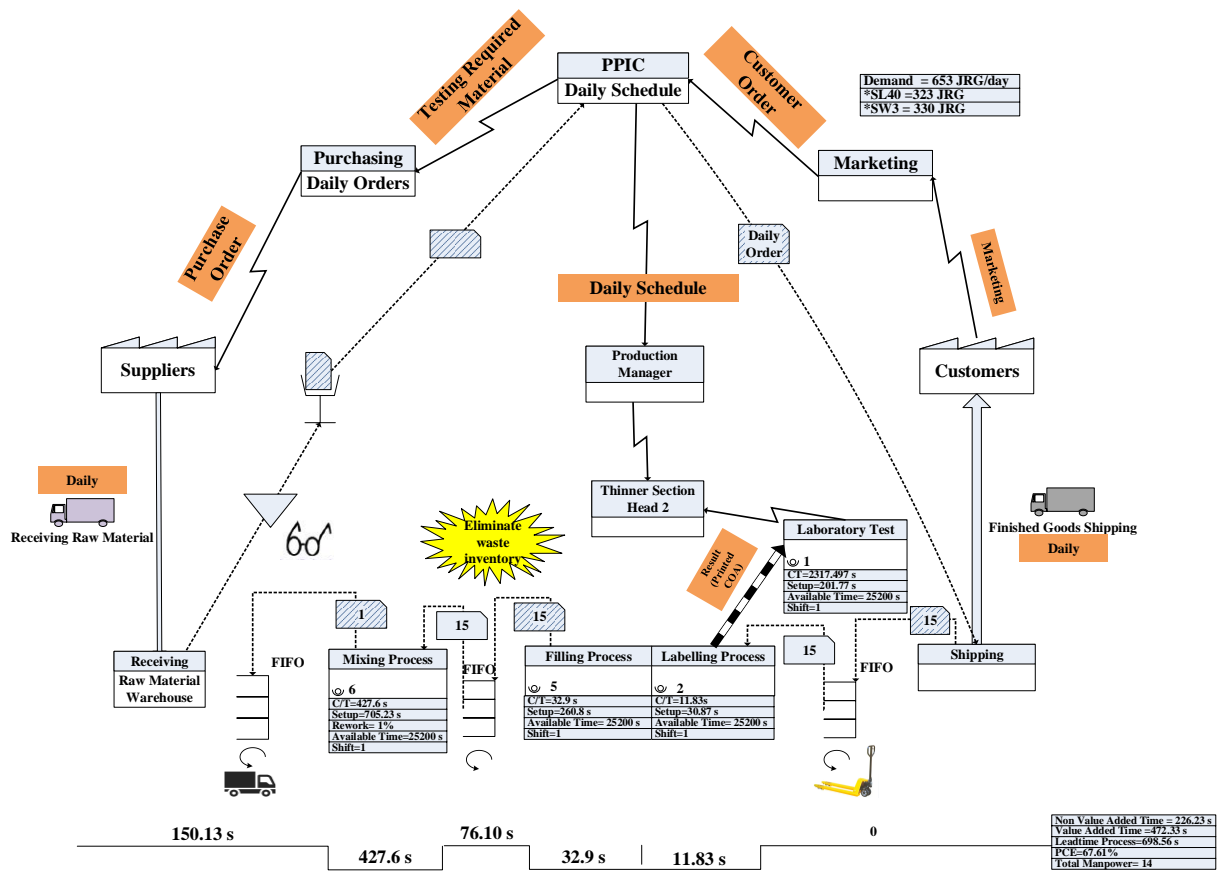 PPIC
Daily Schedule
Testing Required
Material
Customer
Order
Demand = 653 JRG/day
*SL40 =323 JRG
*SW3 = 330 JRG
Purchasing
Daily Orders
Marketing
Purchase
Order
Daily
Order
Marketing
Daily Schedule
Suppliers
Production
Manager
Customers
Daily
Receiving Raw Material
Eliminate
waste
inventory
Thinner Section
Head 2
Finished Goods Shipping
Daily
Result
(Printed
COA)
Laboratory Test
1
CT=2317.497 s
Setup=201.77 s
Available Time= 25200 s
Shift=1
1
15
15
15
15
Receiving
Raw Material
Warehouse
FIFO
Mixing Process
6
C/T=427.6 s
Setup=705.23 s
Rework= 1%
Available Time=25200 s
Shift=1
FIFO
Filling Process
5
C/T=32.9 s
Setup=260.8 s
Available Time= 25200 s
Shift=1
Labelling Process
2
C/T=11.83s
Setup=30.87 s
Available Time= 25200 s
Shift=1
FIFO
Shipping
150.13 s
427.6 s
76.10 s
32.9 s
11.83 s
0
Non Value Added Time = 226.23 s
Value Added Time =472.33 s
Leadtime Process=698.56 s
PCE=67.61%
Total Manpower= 14